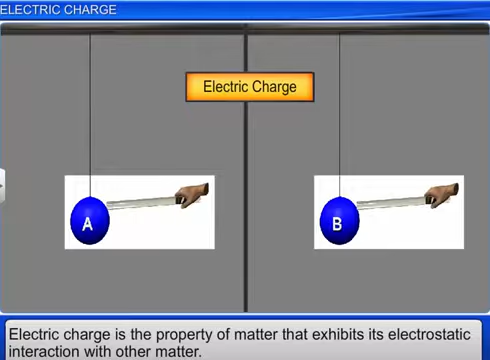 ELECTRIC CHARGE
Electric Charge
A
B
Electric charge is the property of matter that exhibits its electrostatic
interaction with other matter.